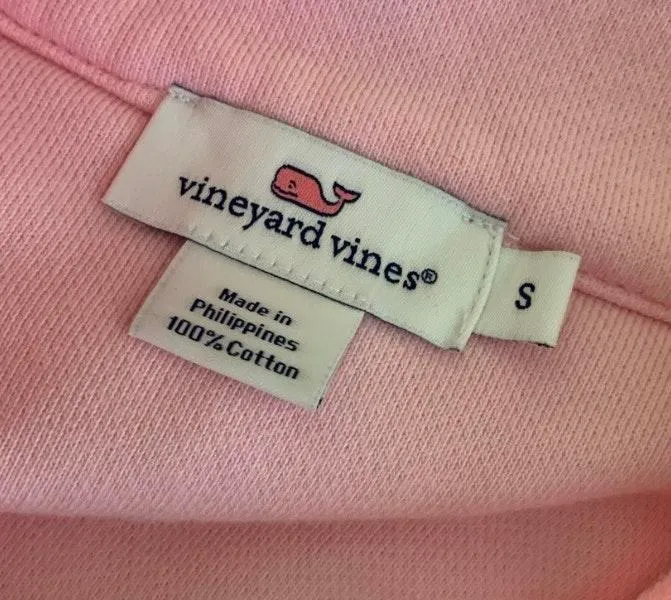 vineyard vines®
S
Made in
Philippines
100% Cotton